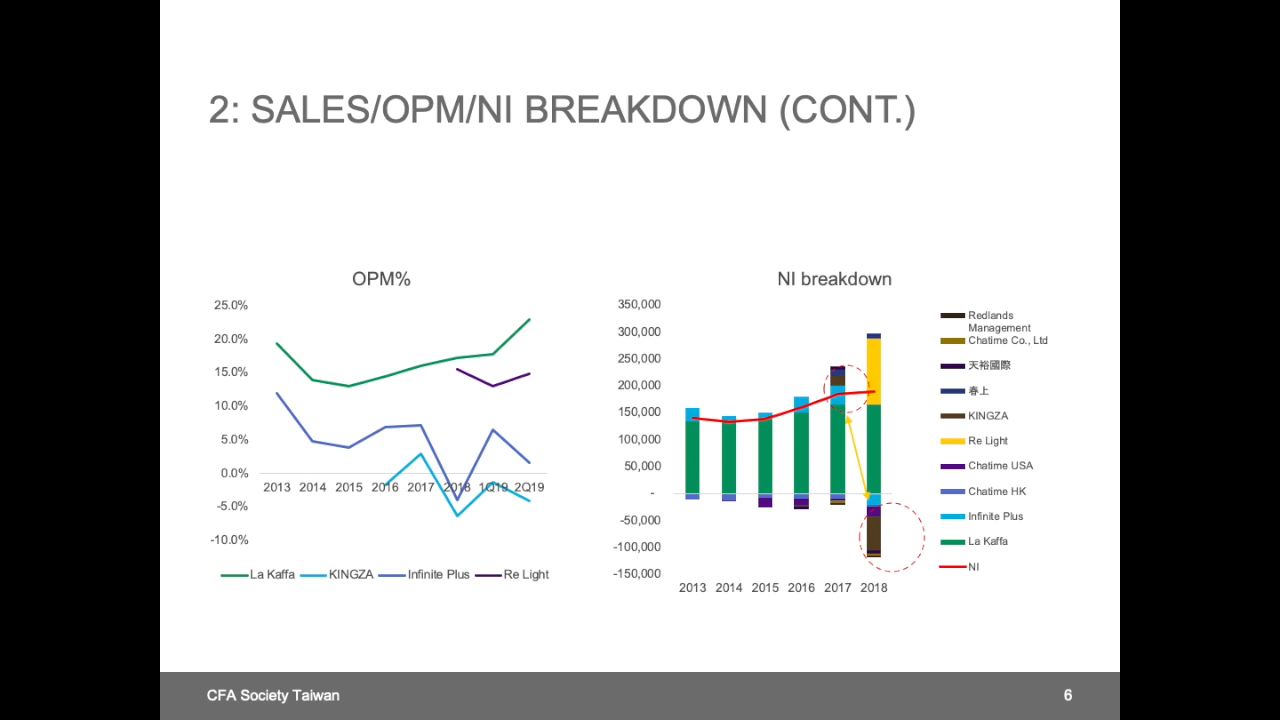 2: SALES/OPM/NI BREAKDOWN (CONT.)
OPM%
25.0%
20.0%
15.0%
10.0%
5.0%
0.0%
-5.0%
-10.0%
2013 2014 2015 2016 2017 2018 1Q19 2Q19
La Kaffa KINGZA Infinite Plus Re Light
NI breakdown
350,000
300,000
250,000
200,000
150,000
100,000
50,000
-
-50,000
-100,000
-150,000
2013 2014 2015 2016 2017 2018
Redlands
Management
Chatime Co., Ltd
天裕國際
春上
KINGZA
Re Light
Chatime USA
Chatime HK
Infinite Plus
La Kaffa
NI
CFA Society Taiwan
6